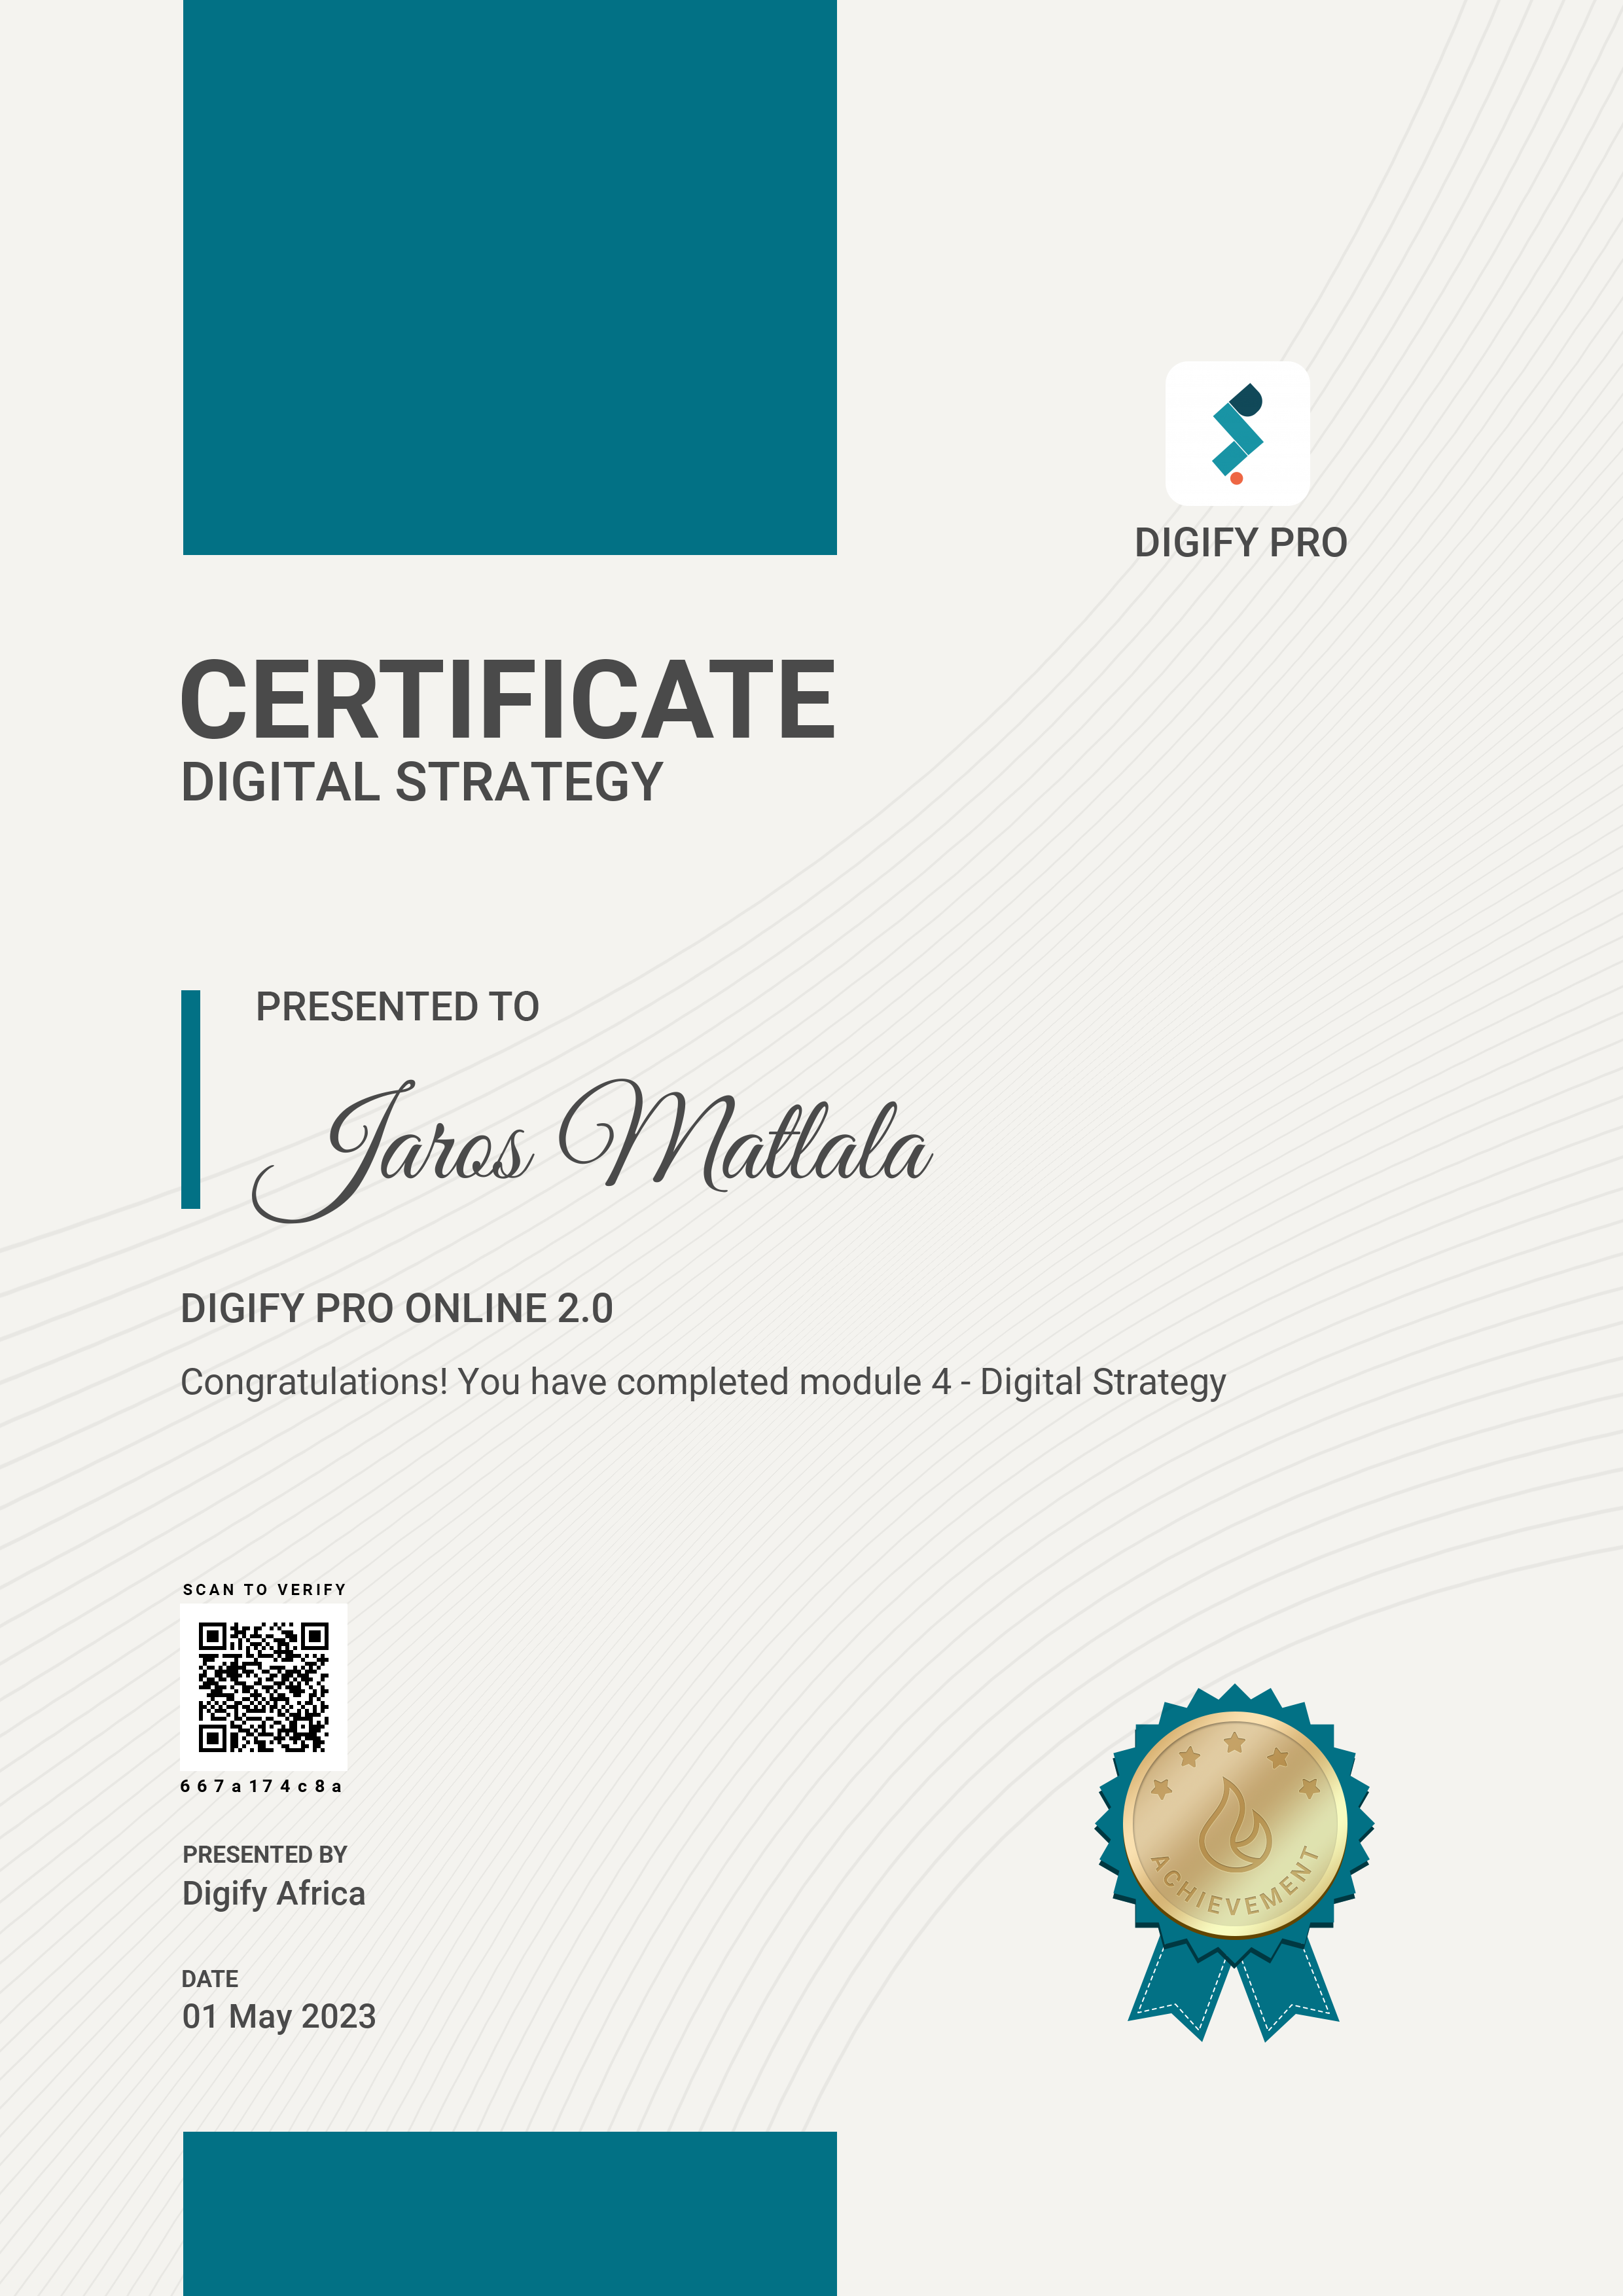 DIGIFY PRO
CERTIFICATE
DIGITAL STRATEGY
PRESENTED TO
Jaros Matlala
DIGIFY PRO ONLINE 2.0
Congratulations! You have completed module 4 - Digital Strategy
SCAN TO VERIFY
667a174c8a
PRESENTED BY
Digify Africa
DATE
01 May 2023
ACHIEVEMENT